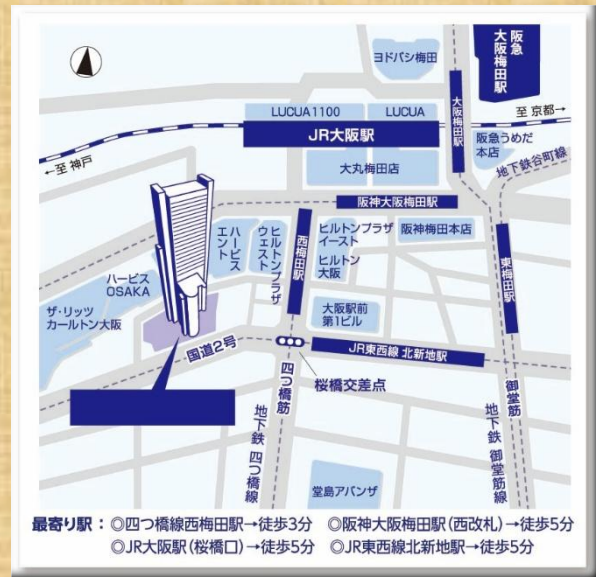 阪急
大阪梅田駅
ヨドバシ梅田
大阪梅田駅
至 京都→
LUCUA1100
LUCUA
JR大阪駅
阪急うめだ
本店
地下鉄谷町線
←至 神戸
大丸梅田店
阪神大阪梅田駅
ハービス
エント
ヒルトンプラザ
ウェスト
西梅田駅
ヒルトンプラザ
イースト
ヒルトン
大阪
阪神梅田本店
東梅田駅
ハービス
OSAKA
ザ・リッツ
カールトン大阪
大阪駅前
第1ビル
国道2号
JR東西線 北新地駅
桜橋交差点
四つ橋筋
地下鉄 四つ橋線
御堂筋
地下鉄 御堂筋線
堂島アバンザ
最寄り駅：◎四つ橋線西梅田駅→徒歩3分 ◎阪神大阪梅田駅(西改札)→徒歩5分
◎JR大阪駅(桜橋口)→徒歩5分 ◎JR東西線北新地駅→徒歩5分